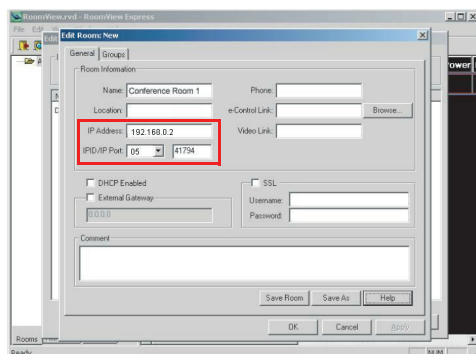 RoomView.rvd - RoomView Express
File Edit
Edit Room: New
General Groups
Room Information
Name: Conference Room 1 Phone:
Location: e-Control Link: Browse...
IP Address: 192.168.0.2 Video Link:
IPID/IP Port: 05 41794
DHCP Enabled SSL
External Gateway Username:
0.0.0.0 Password:
Comment
Save Room Save As Help
OK Cancel Apply
Rooms
Ready NUM